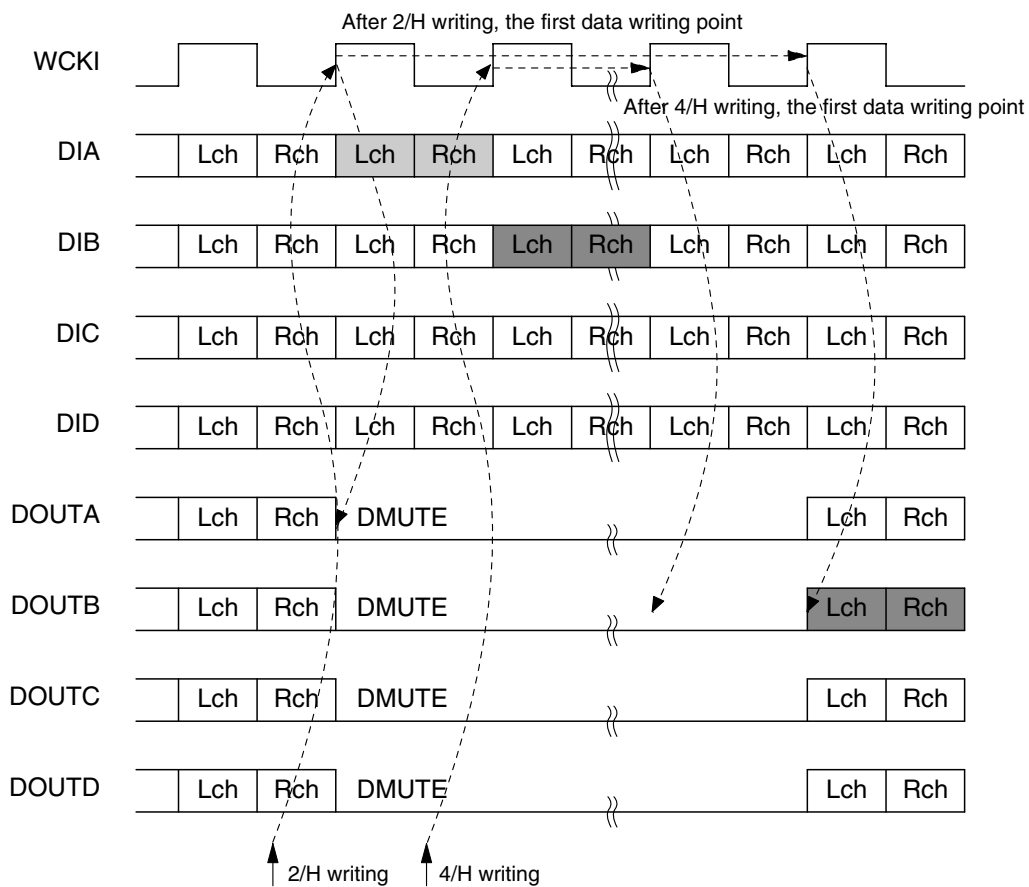 After 2/H writing, the first data writing point
WCKI
After 4/H writing, the first data writing point
DIA Lch Rch Lch Rch Lch Rch Lch Rch Lch Rch
DIB Lch Rch Lch Rch Lch Rch Lch Rch Lch Rch
DIC Lch Rch Lch Rch Lch Rch Lch Rch Lch Rch
DID Lch Rch Lch Rch Lch Rch Lch Rch Lch Rch
DOUTA Lch Rch DMUTE Lch Rch
DOUTB Lch Rch DMUTE Lch Rch
DOUTC Lch Rch DMUTE Lch Rch
DOUTD Lch Rch DMUTE Lch Rch
2/H writing 4/H writing